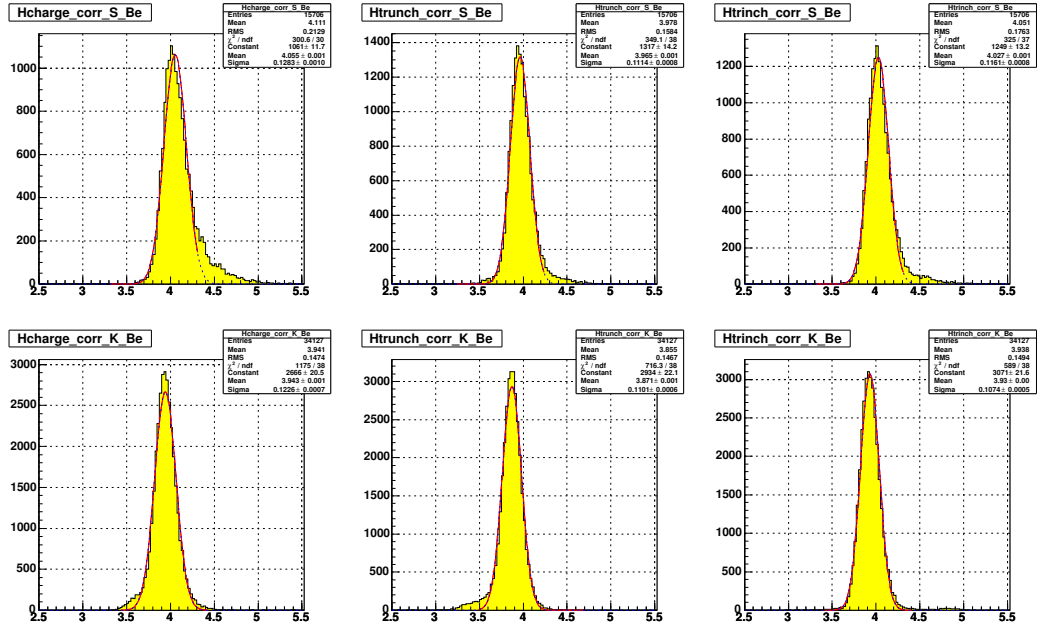 Hcharge_corr_S_Be
Hcharge_corr_S_Be
Entries 15706
Mean 4.111
RMS 0.2129
χ² / ndf 300.6 / 30
Constant 1061 ± 11.7
Mean 4.055 ± 0.001
Sigma 0.1283 ± 0.0010
1000
800
600
400
200
0
2.5 3 3.5 4 4.5 5 5.5
Htrunch_corr_S_Be
Htrunch_corr_S_Be
Entries 15706
Mean 3.978
RMS 0.1584
χ² / ndf 349.1 / 38
Constant 1317 ± 14.2
Mean 3.965 ± 0.001
Sigma 0.1114 ± 0.0008
1400
1200
1000
800
600
400
200
0
2.5 3 3.5 4 4.5 5 5.5
Htrinch_corr_S_Be
Htrinch_corr_S_Be
Entries 15706
Mean 4.051
RMS 0.1763
χ² / ndf 325 / 37
Constant 1249 ± 13.2
Mean 4.027 ± 0.001
Sigma 0.1161 ± 0.0008
1200
1000
800
600
400
200
0
2.5 3 3.5 4 4.5 5 5.5
Hcharge_corr_K_Be
Hcharge_corr_K_Be
Entries 34127
Mean 3.941
RMS 0.1474
χ² / ndf 1175 / 38
Constant 2666 ± 20.5
Mean 3.943 ± 0.001
Sigma 0.1226 ± 0.0007
3000
2500
2000
1500
1000
500
0
2.5 3 3.5 4 4.5 5 5.5
Htrunch_corr_K_Be
Htrunch_corr_K_Be
Entries 34127
Mean 3.855
RMS 0.1467
χ² / ndf 716.3 / 38
Constant 2934 ± 22.1
Mean 3.871 ± 0.001
Sigma 0.1101 ± 0.0006
3000
2500
2000
1500
1000
500
0
2.5 3 3.5 4 4.5 5 5.5
Htrinch_corr_K_Be
Htrinch_corr_K_Be
Entries 34127
Mean 3.938
RMS 0.1494
χ² / ndf 589 / 38
Constant 3071 ± 21.6
Mean 3.93 ± 0.00
Sigma 0.1074 ± 0.0005
3000
2500
2000
1500
1000
500
0
2.5 3 3.5 4 4.5 5 5.5